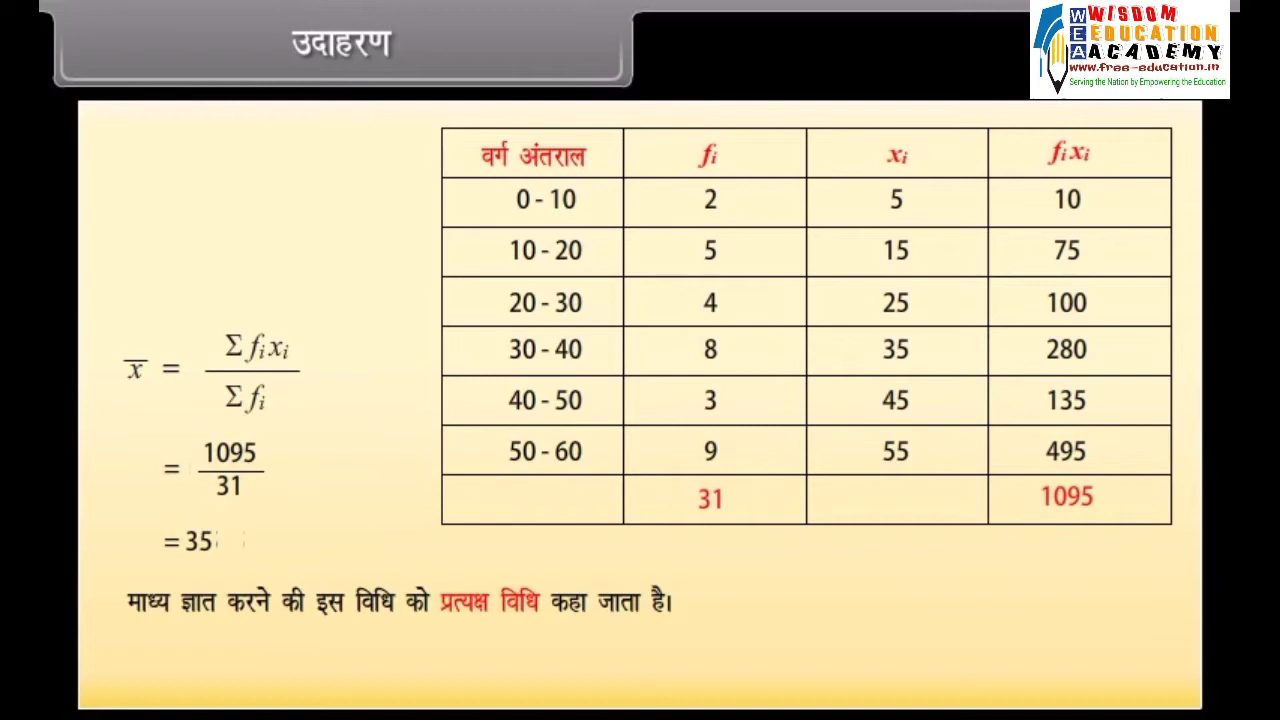 उदाहरण
WEA
WISDOM
EDUCATION
ACADEMY
www.free-education.in
Serving the Nation by Empowering the Education
वर्ग अंतराल fi xi fixi
0 - 10 2 5 10
10 - 20 5 15 75
20 - 30 4 25 100
30 - 40 8 35 280
40 - 50 3 45 135
50 - 60 9 55 495
31 1095
x̅ = Σ fixi / Σ fi
= 1095 / 31
= 35
माध्य ज्ञात करने की इस विधि को प्रत्यक्ष विधि कहा जाता है।